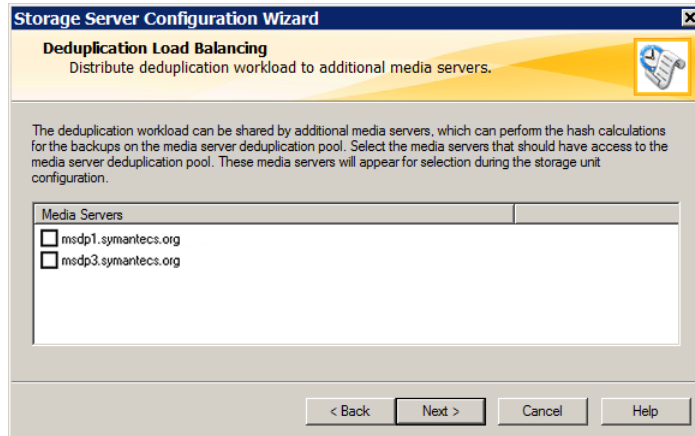 Storage Server Configuration Wizard
Deduplication Load Balancing
Distribute deduplication workload to additional media servers.
The deduplication workload can be shared by additional media servers, which can perform the hash calculations
for the backups on the media server deduplication pool. Select the media servers that should have access to the
media server deduplication pool. These media servers will appear for selection during the storage unit
configuration.
Media Servers
msdp1.symantecs.org
msdp3.symantecs.org
< Back Next > Cancel Help